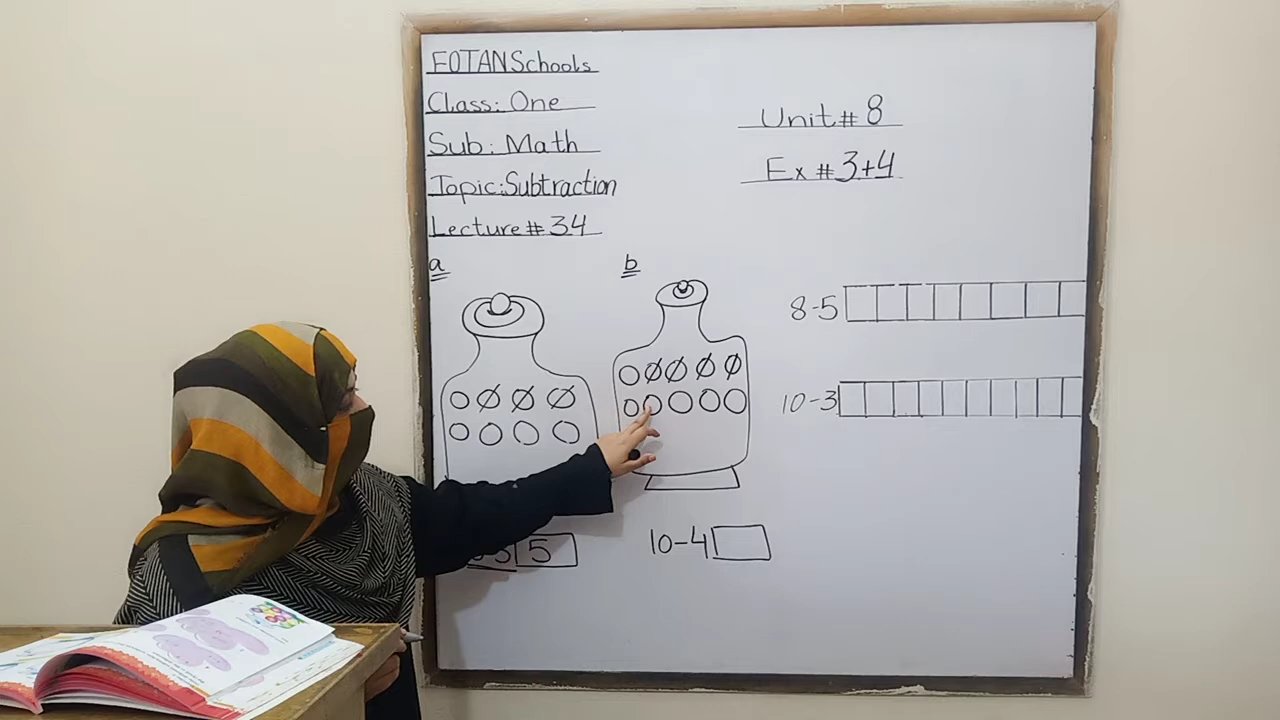 EOTAN Schools
Class: One
Sub: Math
Topic: Subtraction
Lecture # 34
Unit # 8
Ex # 3+4
a
b
8-5
10-3
5
10-4